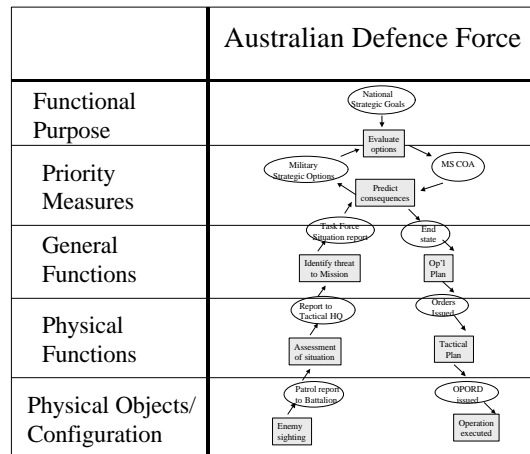 Australian Defence Force
Functional
Purpose
National
Strategic Goals
Evaluate
options
Priority
Measures
Military
Strategic Options
MS COA
Predict
consequences
General
Functions
Task Force
Situation report
End
state
Identify threat
to Mission
Op'l
Plan
Physical
Functions
Report to
Tactical HQ
Orders
Issued
Assessment
of situation
Tactical
Plan
Physical Objects/
Configuration
Patrol report
to Battalion
OPORD
issued
Enemy
sighting
Operation
executed